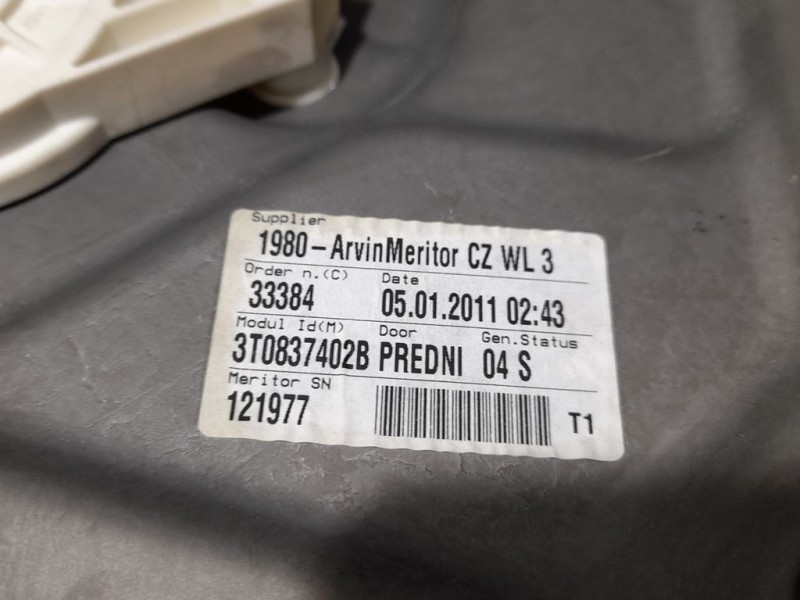 Supplier
1980-ArvinMeritor CZ WL 3
Order n.(C) Date
33384 05.01.2011 02:43
Modul Id(M) Door Gen.Status
3T0837402B PREDNI 04 S
Meritor SN
121977 T1